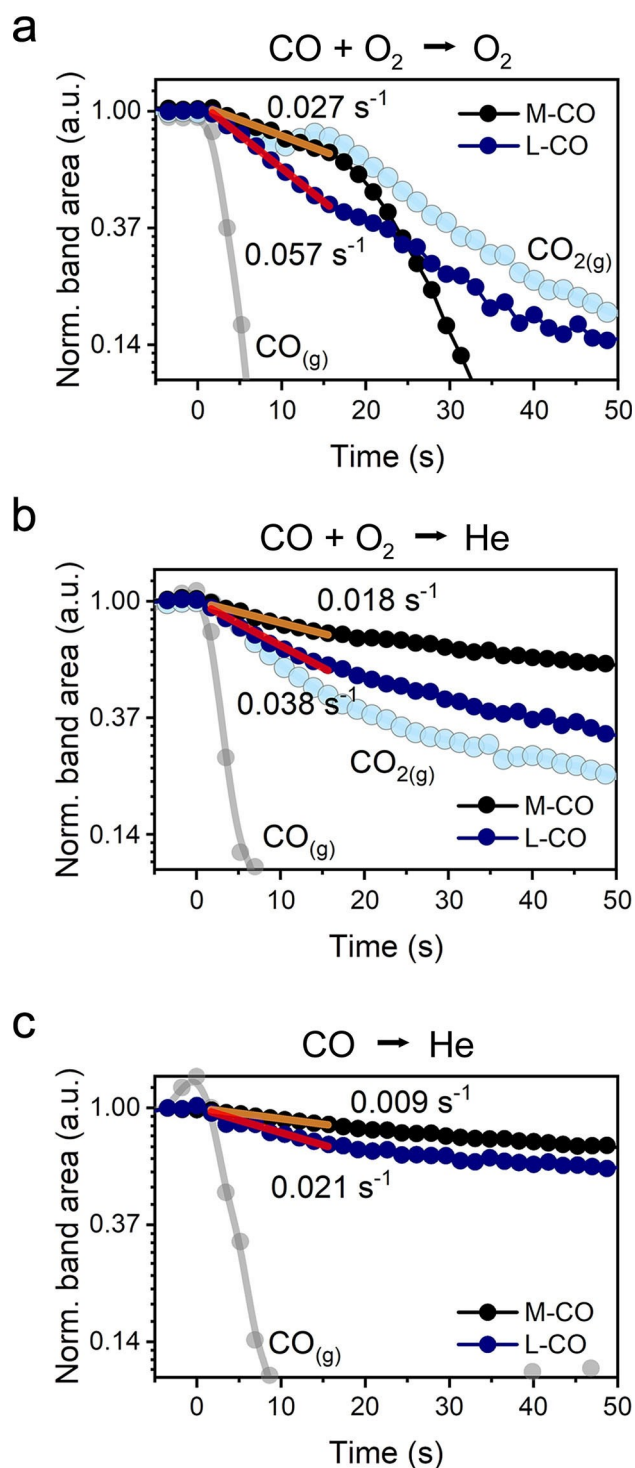 a
CO + O₂ → O₂
Norm. band area (a.u.)
1.00
0.37
0.14
0.027 s⁻¹
0.057 s⁻¹
M-CO
L-CO
CO₂(g)
CO(g)
0 10 20 30 40 50
Time (s)
b
CO + O₂ → He
Norm. band area (a.u.)
1.00
0.37
0.14
0.018 s⁻¹
0.038 s⁻¹
CO₂(g)
CO(g)
M-CO
L-CO
0 10 20 30 40 50
Time (s)
c
CO → He
Norm. band area (a.u.)
1.00
0.37
0.14
0.009 s⁻¹
0.021 s⁻¹
CO(g)
M-CO
L-CO
0 10 20 30 40 50
Time (s)